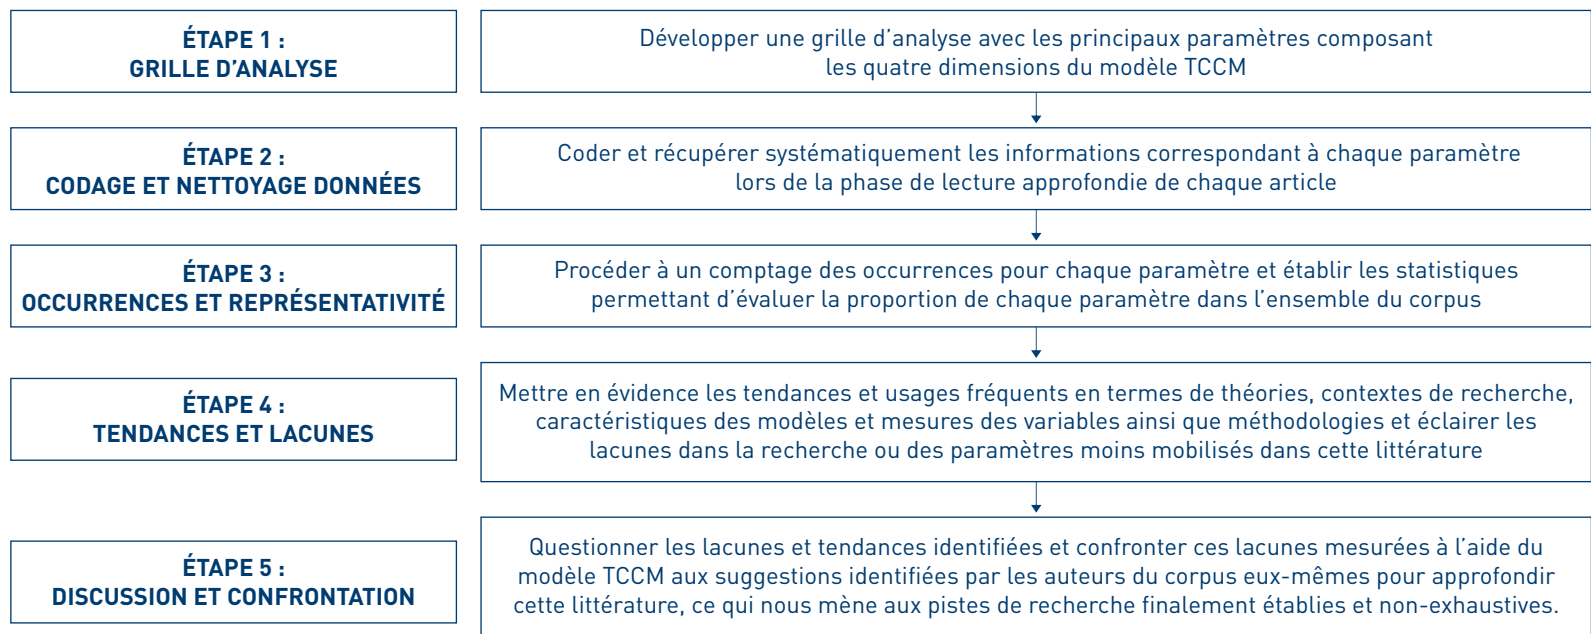 ÉTAPE 1 :
GRILLE D'ANALYSE
Développer une grille d'analyse avec les principaux paramètres composant
les quatre dimensions du modèle TCCM
ÉTAPE 2 :
CODAGE ET NETTOYAGE DONNÉES
Coder et récupérer systématiquement les informations correspondant à chaque paramètre
lors de la phase de lecture approfondie de chaque article
ÉTAPE 3 :
OCCURRENCES ET REPRÉSENTATIVITÉ
Procéder à un comptage des occurrences pour chaque paramètre et établir les statistiques
permettant d'évaluer la proportion de chaque paramètre dans l'ensemble du corpus
ÉTAPE 4 :
TENDANCES ET LACUNES
Mettre en évidence les tendances et usages fréquents en termes de théories, contextes de recherche,
caractéristiques des modèles et mesures des variables ainsi que méthodologies et éclairer les
lacunes dans la recherche ou des paramètres moins mobilisés dans cette littérature
ÉTAPE 5 :
DISCUSSION ET CONFRONTATION
Questionner les lacunes et tendances identifiées et confronter ces lacunes mesurées à l'aide du
modèle TCCM aux suggestions identifiées par les auteurs du corpus eux-mêmes pour approfondir
cette littérature, ce qui nous mène aux pistes de recherche finalement établies et non-exhaustives.